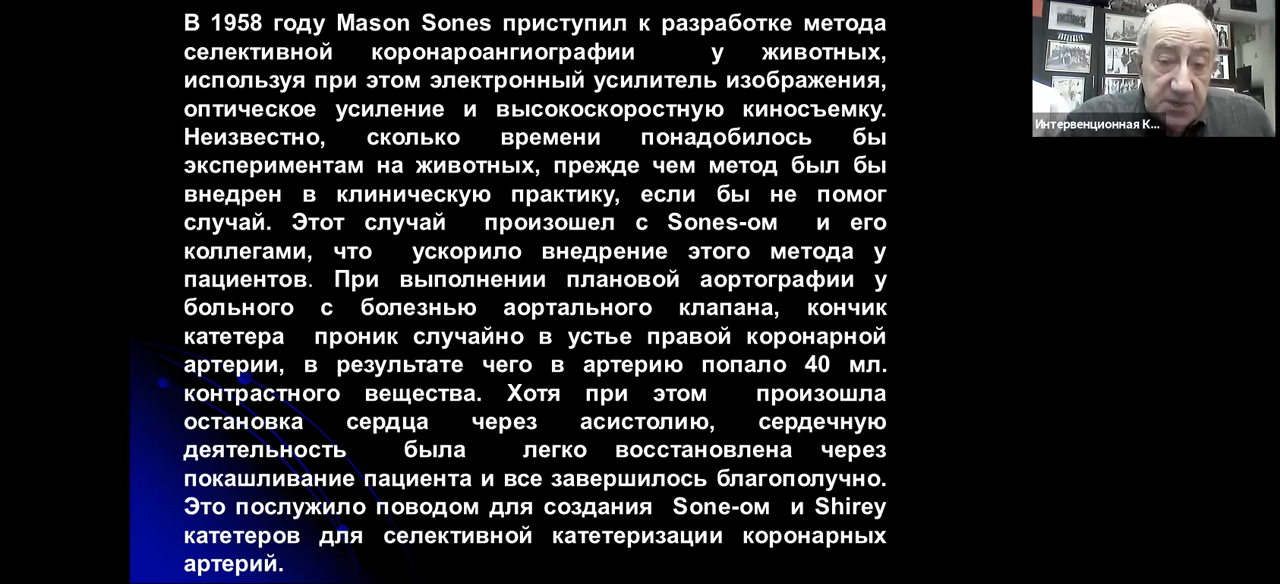 В 1958 году Mason Sones приступил к разработке метода
селективной коронароангиографии у животных,
используя при этом электронный усилитель изображения,
оптическое усиление и высокоскоростную киносъемку.
Неизвестно, сколько времени понадобилось бы
экспериментам на животных, прежде чем метод был бы
внедрен в клиническую практику, если бы не помог
случай. Этот случай произошел с Sones-ом и его
коллегами, что ускорило внедрение этого метода у
пациентов. При выполнении плановой аортографии у
больного с болезнью аортального клапана, кончик
катетера проник случайно в устье правой коронарной
артерии, в результате чего в артерию попало 40 мл.
контрастного вещества. Хотя при этом произошла
остановка сердца через асистолию, сердечную
деятельность была легко восстановлена через
покашливание пациента и все завершилось благополучно.
Это послужило поводом для создания Sone-ом и Shirey
катетеров для селективной катетеризации коронарных
артерий.
Интервенционная К...